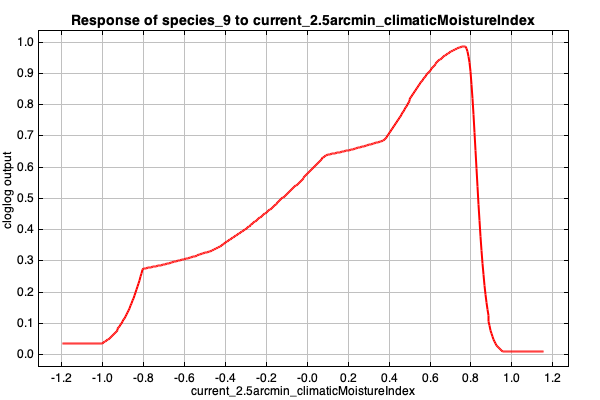 Response of species_9 to current_2.5arcmin_climaticMoistureIndex
cloglog output
1.0
0.9
0.8
0.7
0.6
0.5
0.4
0.3
0.2
0.1
0.0
-1.2 -1.0 -0.8 -0.6 -0.4 -0.2 -0.0 0.2 0.4 0.6 0.8 1.0 1.2
current_2.5arcmin_climaticMoistureIndex